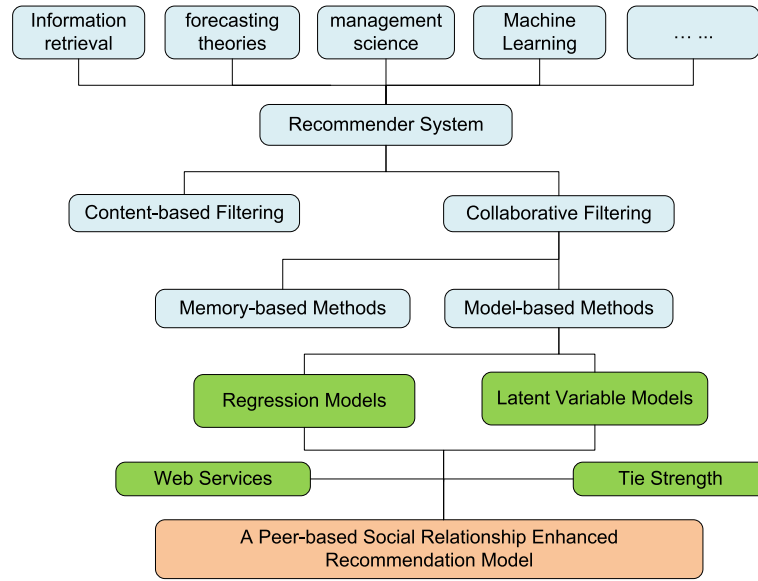 Information
retrieval
forecasting
theories
management
science
Machine
Learning
... ...
Recommender System
Content-based Filtering
Collaborative Filtering
Memory-based Methods
Model-based Methods
Regression Models
Latent Variable Models
Web Services
Tie Strength
A Peer-based Social Relationship Enhanced
Recommendation Model